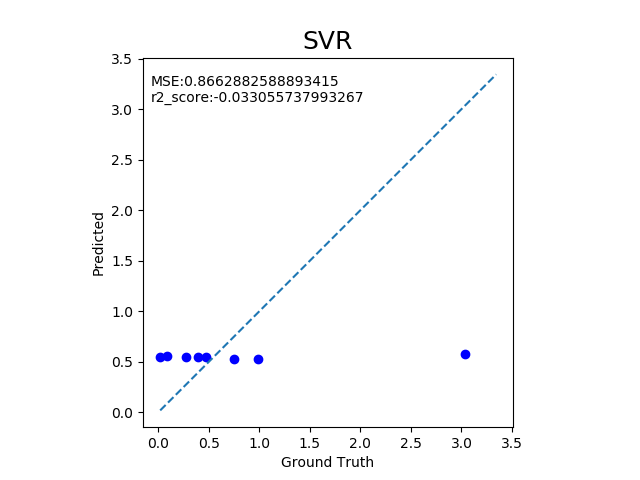 SVR
MSE:0.8662882588893415
r2_score:-0.033055737993267
3.5
3.0
2.5
2.0
1.5
1.0
0.5
0.0
Predicted
0.0 0.5 1.0 1.5 2.0 2.5 3.0 3.5
Ground Truth